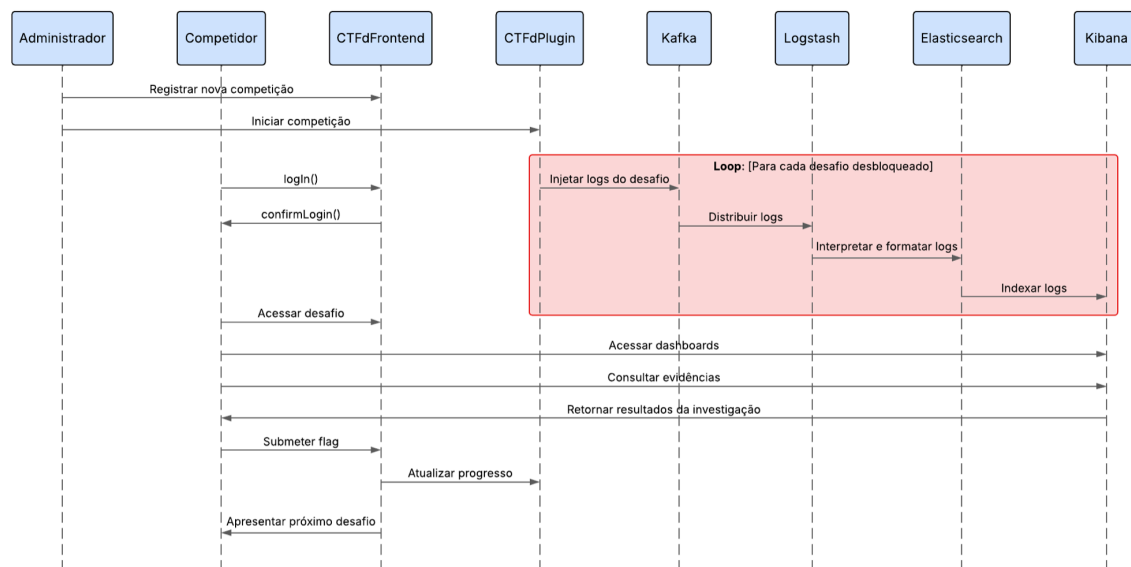 Administrador
Competidor
CTFdFrontend
CTFdPlugin
Kafka
Logstash
Elasticsearch
Kibana
Registrar nova competição
Iniciar competição
Loop: [Para cada desafio desbloqueado]
logIn()
Injetar logs do desafio
confirmLogin()
Distribuir logs
Interpretar e formatar logs
Indexar logs
Acessar desafio
Acessar dashboards
Consultar evidências
Retornar resultados da investigação
Submeter flag
Atualizar progresso
Apresentar próximo desafio